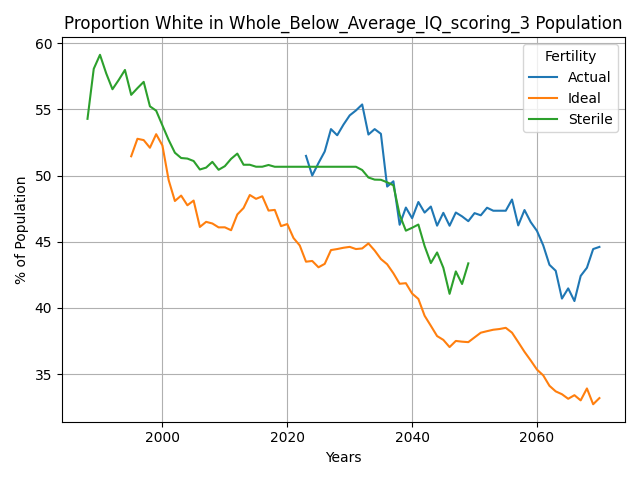 Proportion White in Whole_Below_Average_IQ_scoring_3 Population
Fertility
Actual
Ideal
Sterile
% of Population
60
55
50
45
40
35
2000
2020
2040
2060
Years